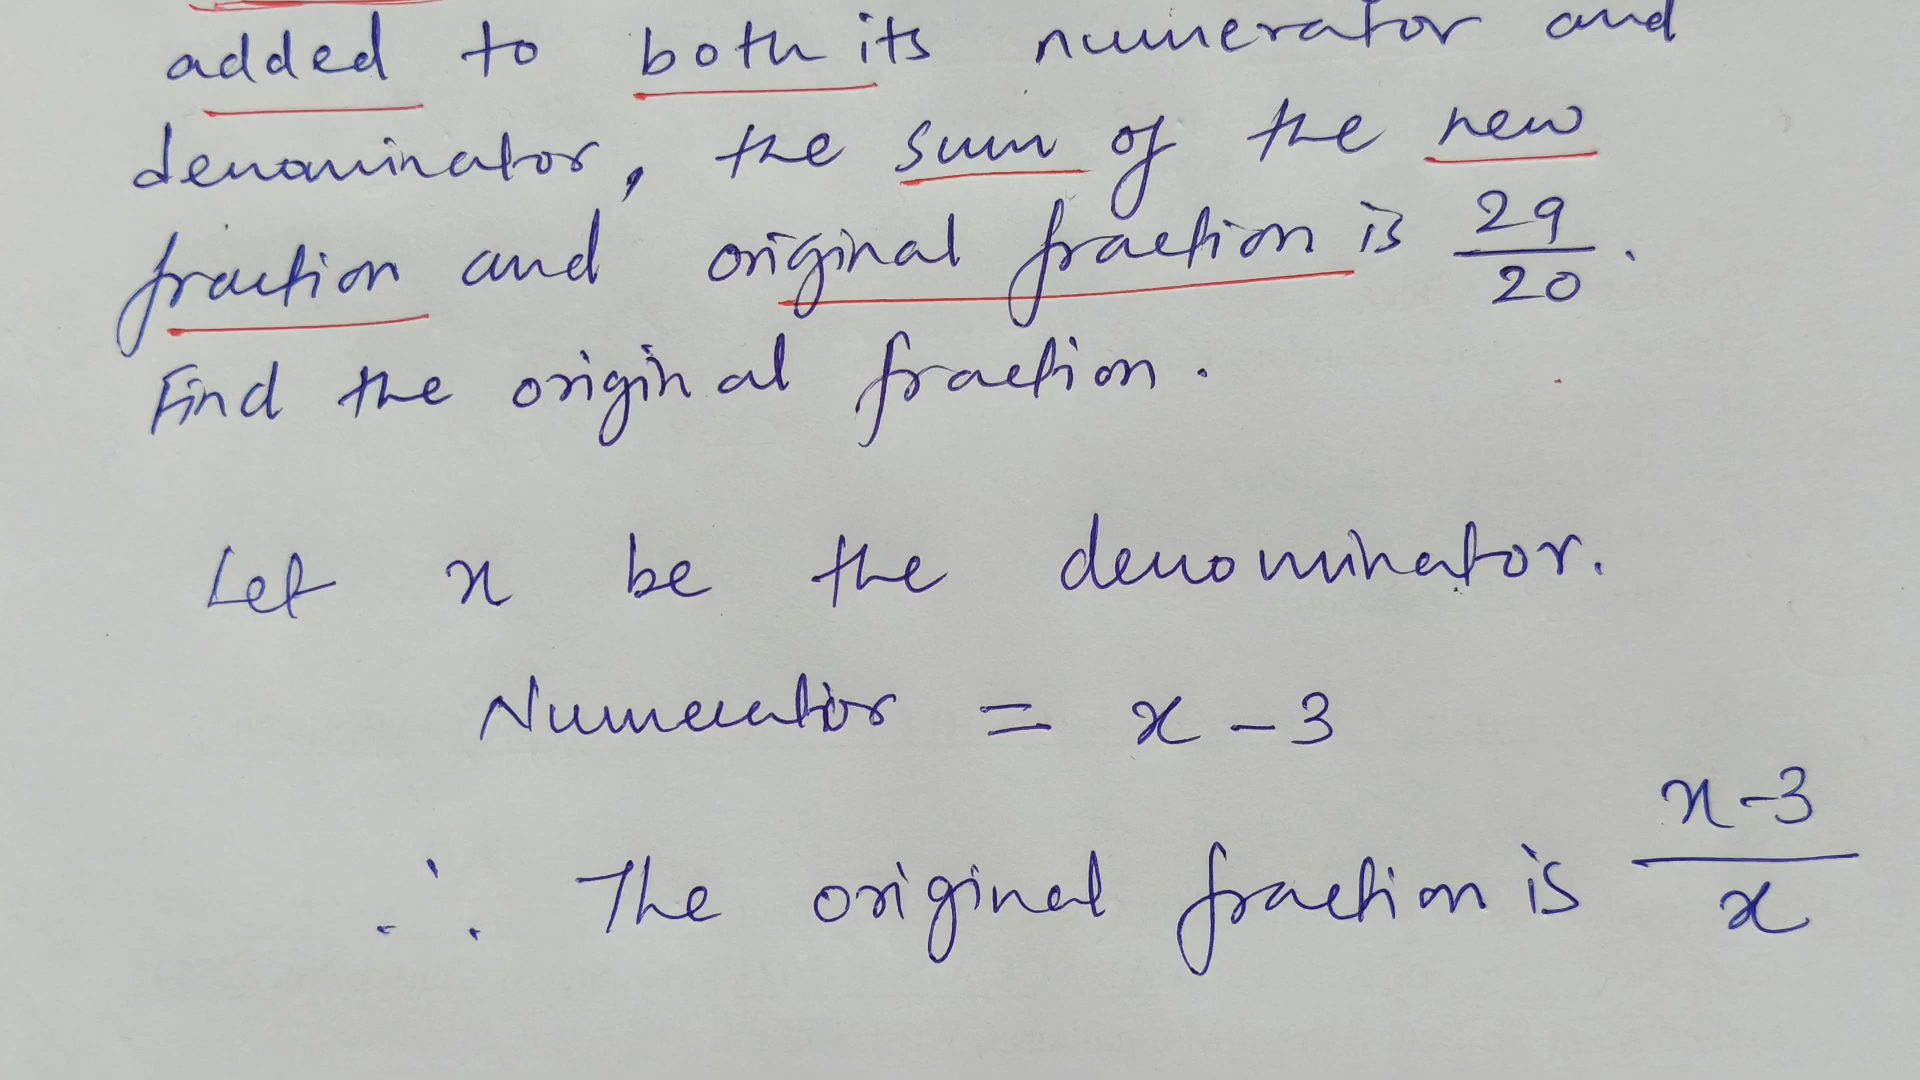 added to both its numerator and
denominator, the sum of the new
fraction and original fraction is 29/20.
Find the original fraction.
Let x be the denominator.
Numerator = x - 3
∴ The original fraction is x-3/x